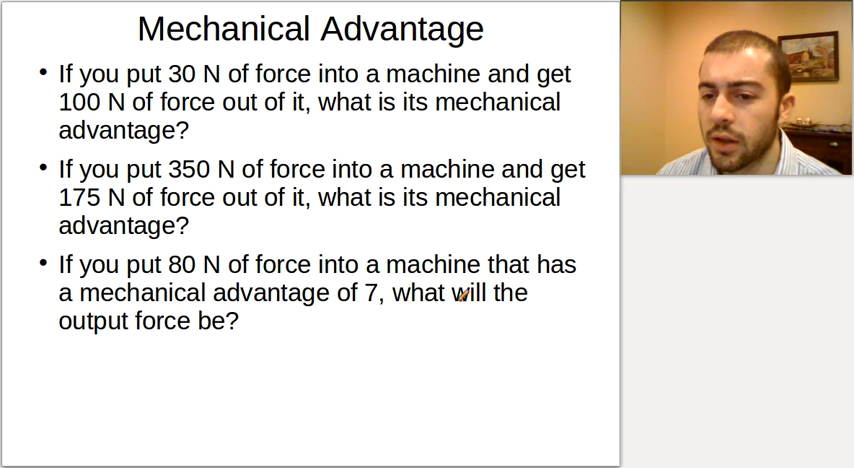 Mechanical Advantage
• If you put 30 N of force into a machine and get
100 N of force out of it, what is its mechanical
advantage?
• If you put 350 N of force into a machine and get
175 N of force out of it, what is its mechanical
advantage?
• If you put 80 N of force into a machine that has
a mechanical advantage of 7, what will the
output force be?